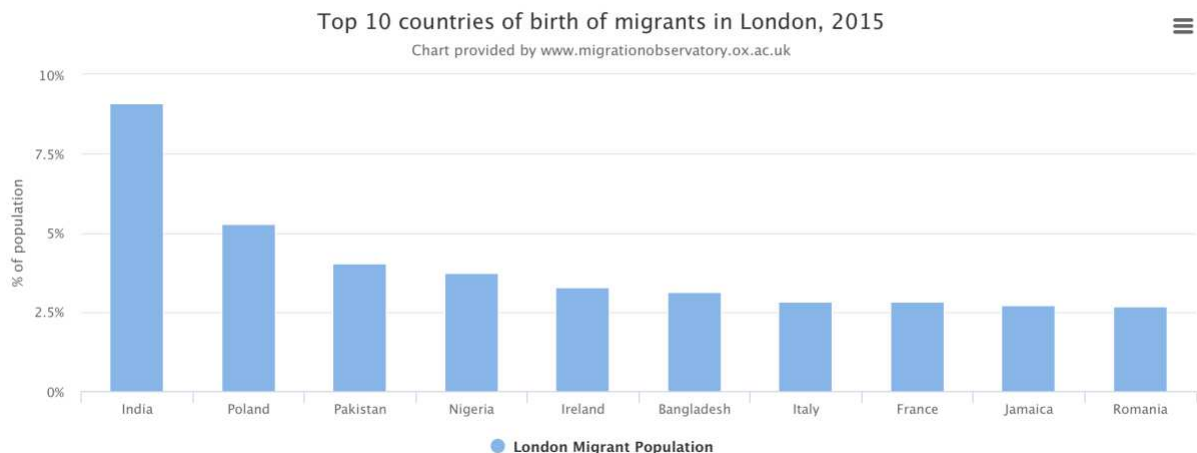 Top 10 countries of birth of migrants in London, 2015
Chart provided by www.migrationobservatory.ox.ac.uk
% of population
10%
7.5%
5%
2.5%
0%
India Poland Pakistan Nigeria Ireland Bangladesh Italy France Jamaica Romania
London Migrant Population